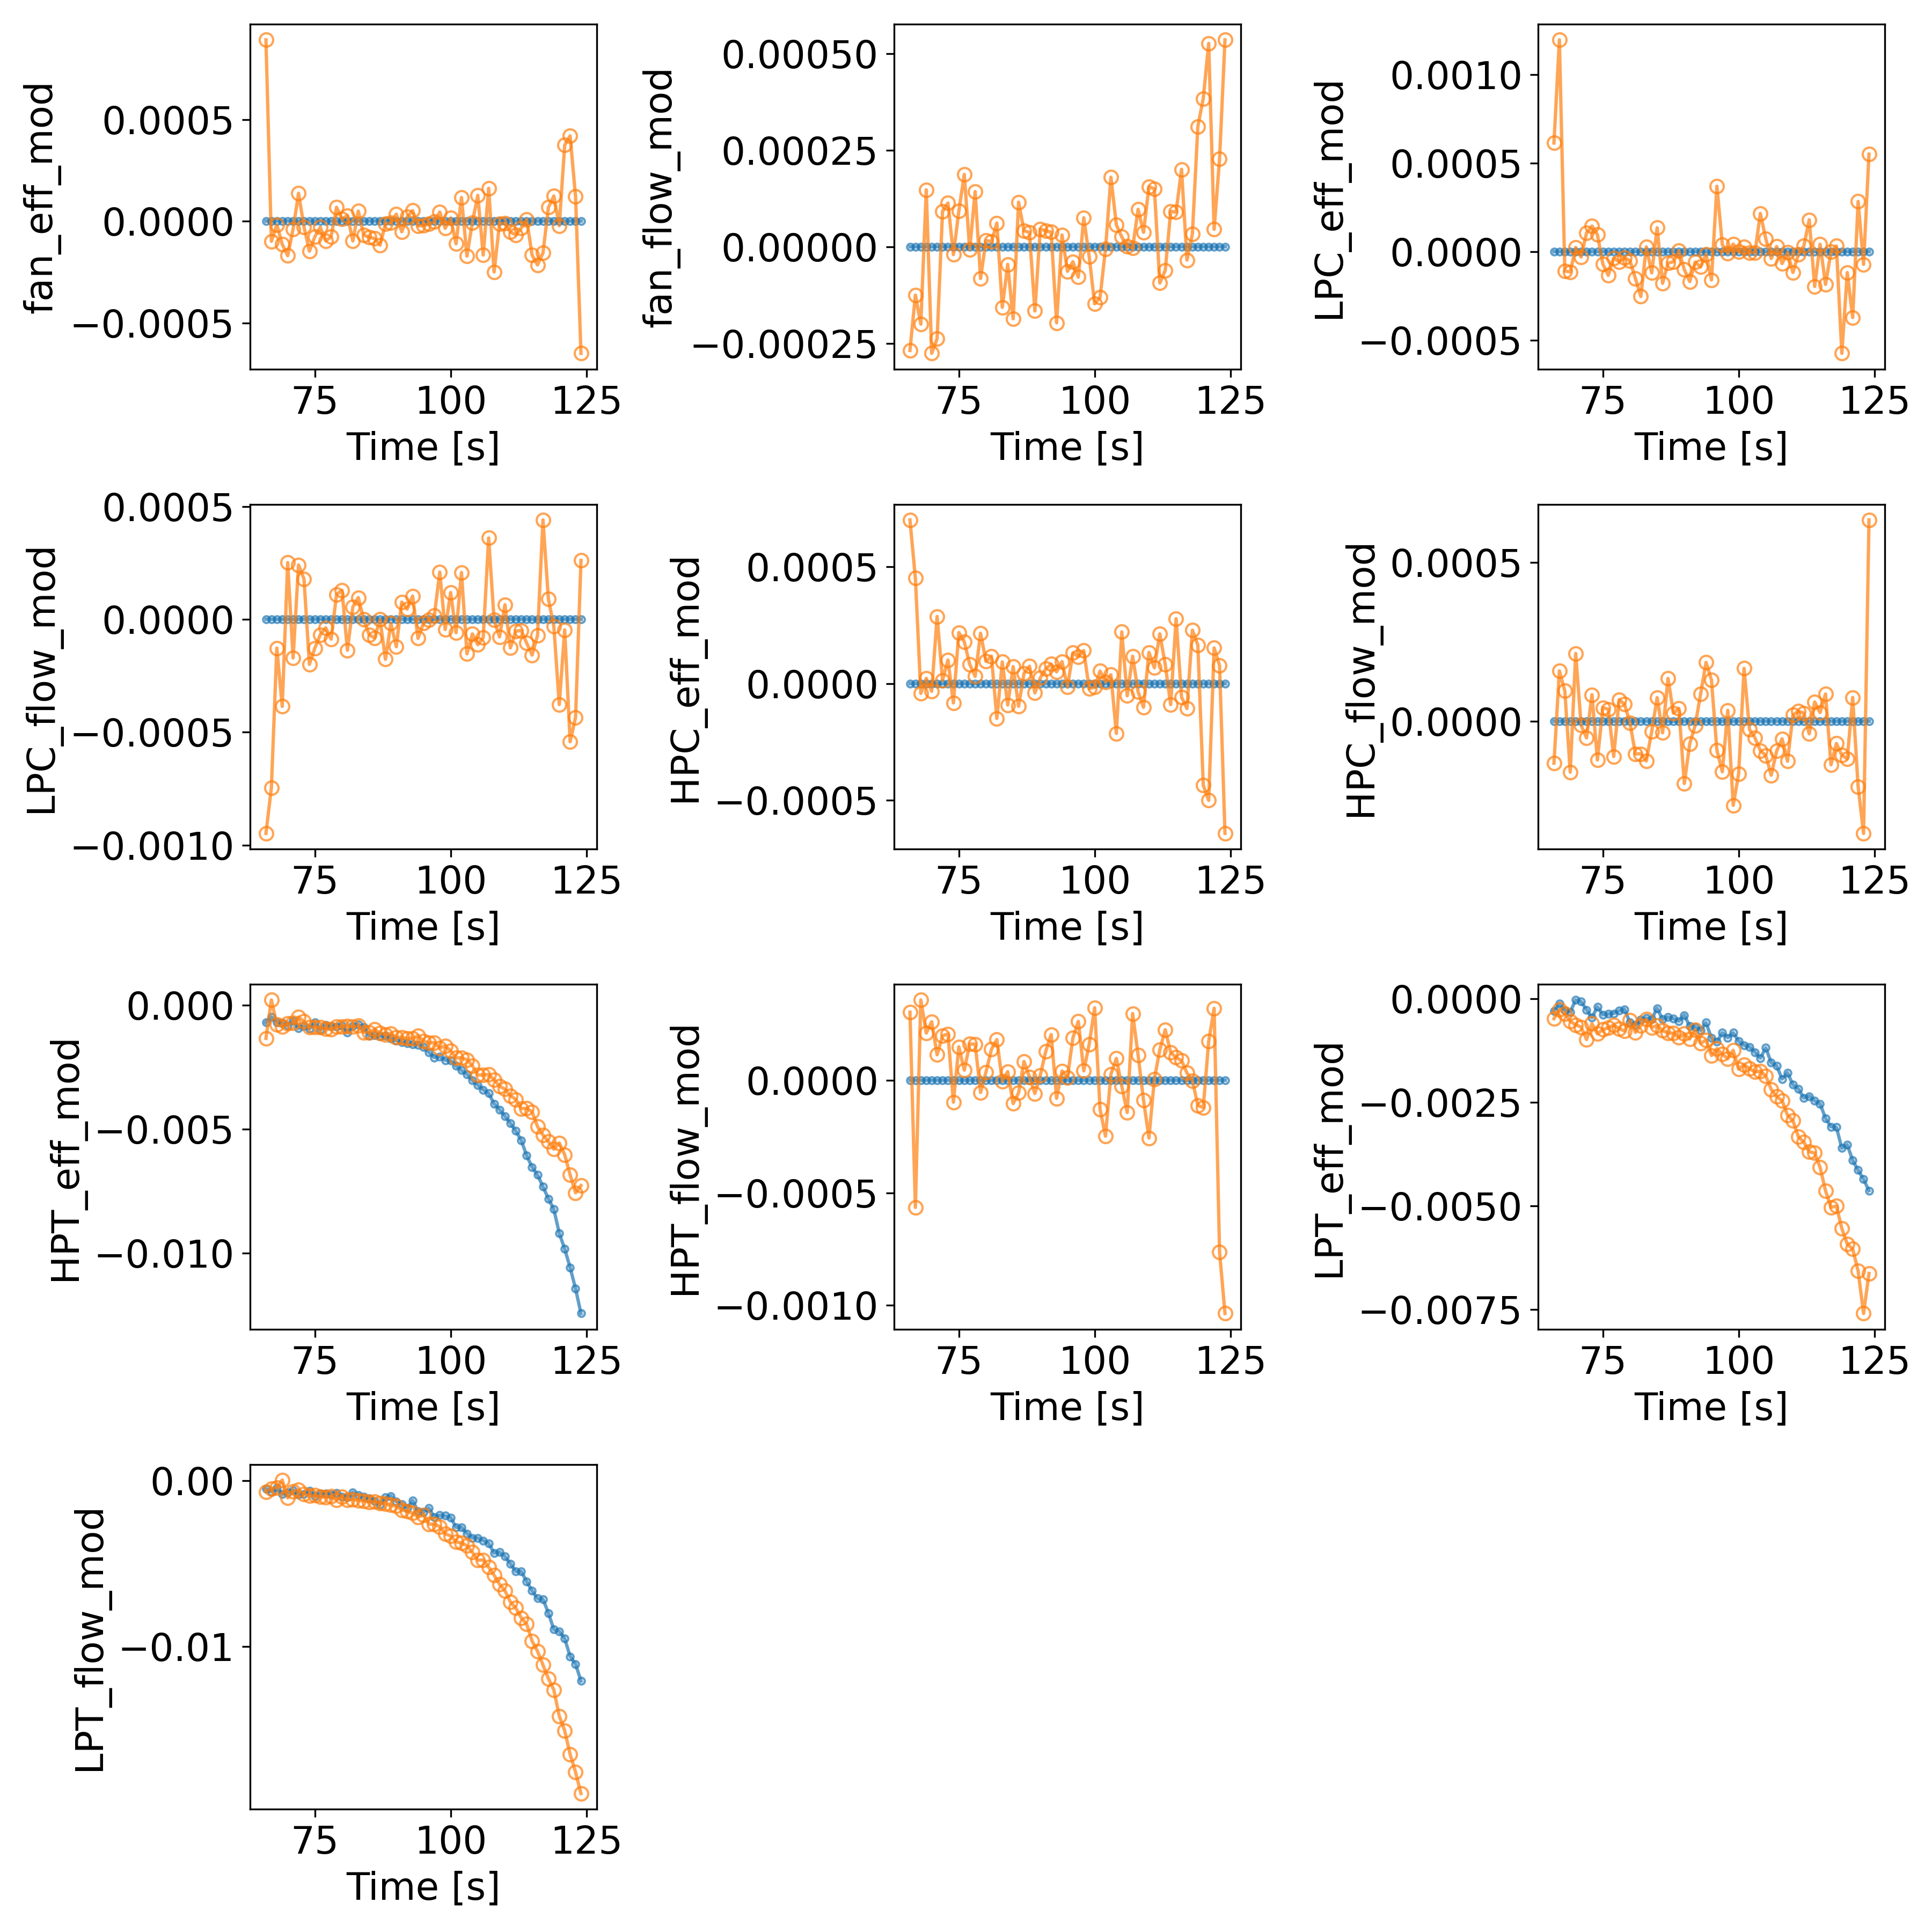 fan_eff_mod
0.0005
0.0000
−0.0005
75 100 125
Time [s]
fan_flow_mod
0.00050
0.00025
0.00000
−0.00025
75 100 125
Time [s]
LPC_eff_mod
0.0010
0.0005
0.0000
−0.0005
75 100 125
Time [s]
LPC_flow_mod
0.0005
0.0000
−0.0005
−0.0010
75 100 125
Time [s]
HPC_eff_mod
0.0005
0.0000
−0.0005
75 100 125
Time [s]
HPC_flow_mod
0.0005
0.0000
75 100 125
Time [s]
HPT_eff_mod
0.000
−0.005
−0.010
75 100 125
Time [s]
HPT_flow_mod
0.0000
−0.0005
−0.0010
75 100 125
Time [s]
LPT_eff_mod
0.0000
−0.0025
−0.0050
−0.0075
75 100 125
Time [s]
LPT_flow_mod
0.00
−0.01
75 100 125
Time [s]